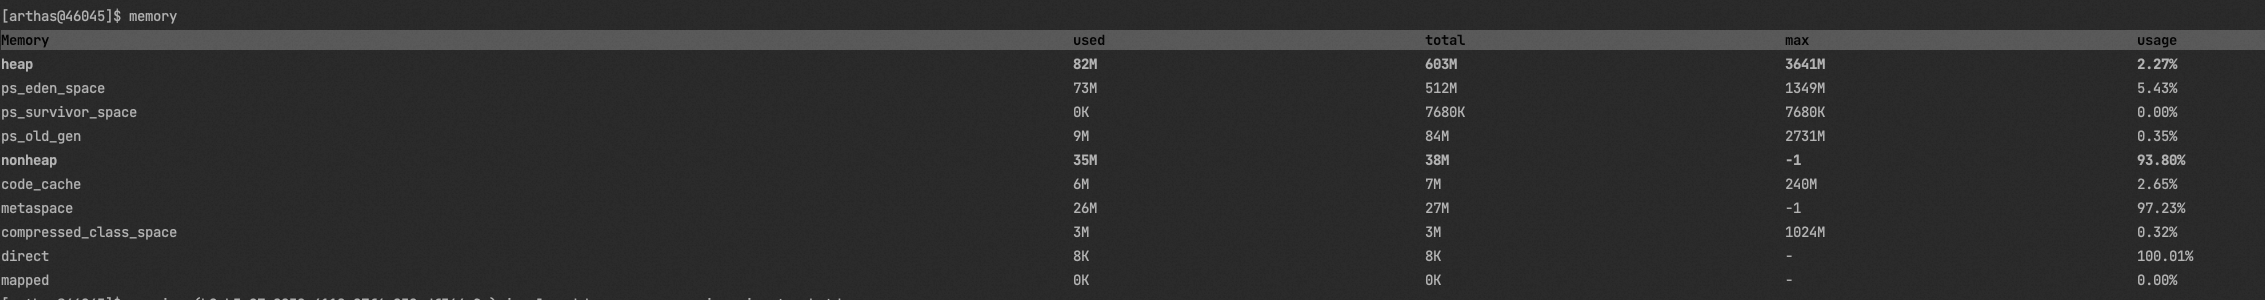 [arthas@46045]$ memory
Memory used total max usage
heap 82M 603M 3641M 2.27%
ps_eden_space 73M 512M 1349M 5.43%
ps_survivor_space 0K 7680K 7680K 0.00%
ps_old_gen 9M 84M 2731M 0.35%
nonheap 35M 38M -1 93.80%
code_cache 6M 7M 240M 2.65%
metaspace 26M 27M -1 97.23%
compressed_class_space 3M 3M 1024M 0.32%
direct 8K 8K - 100.01%
mapped 0K 0K - 0.00%